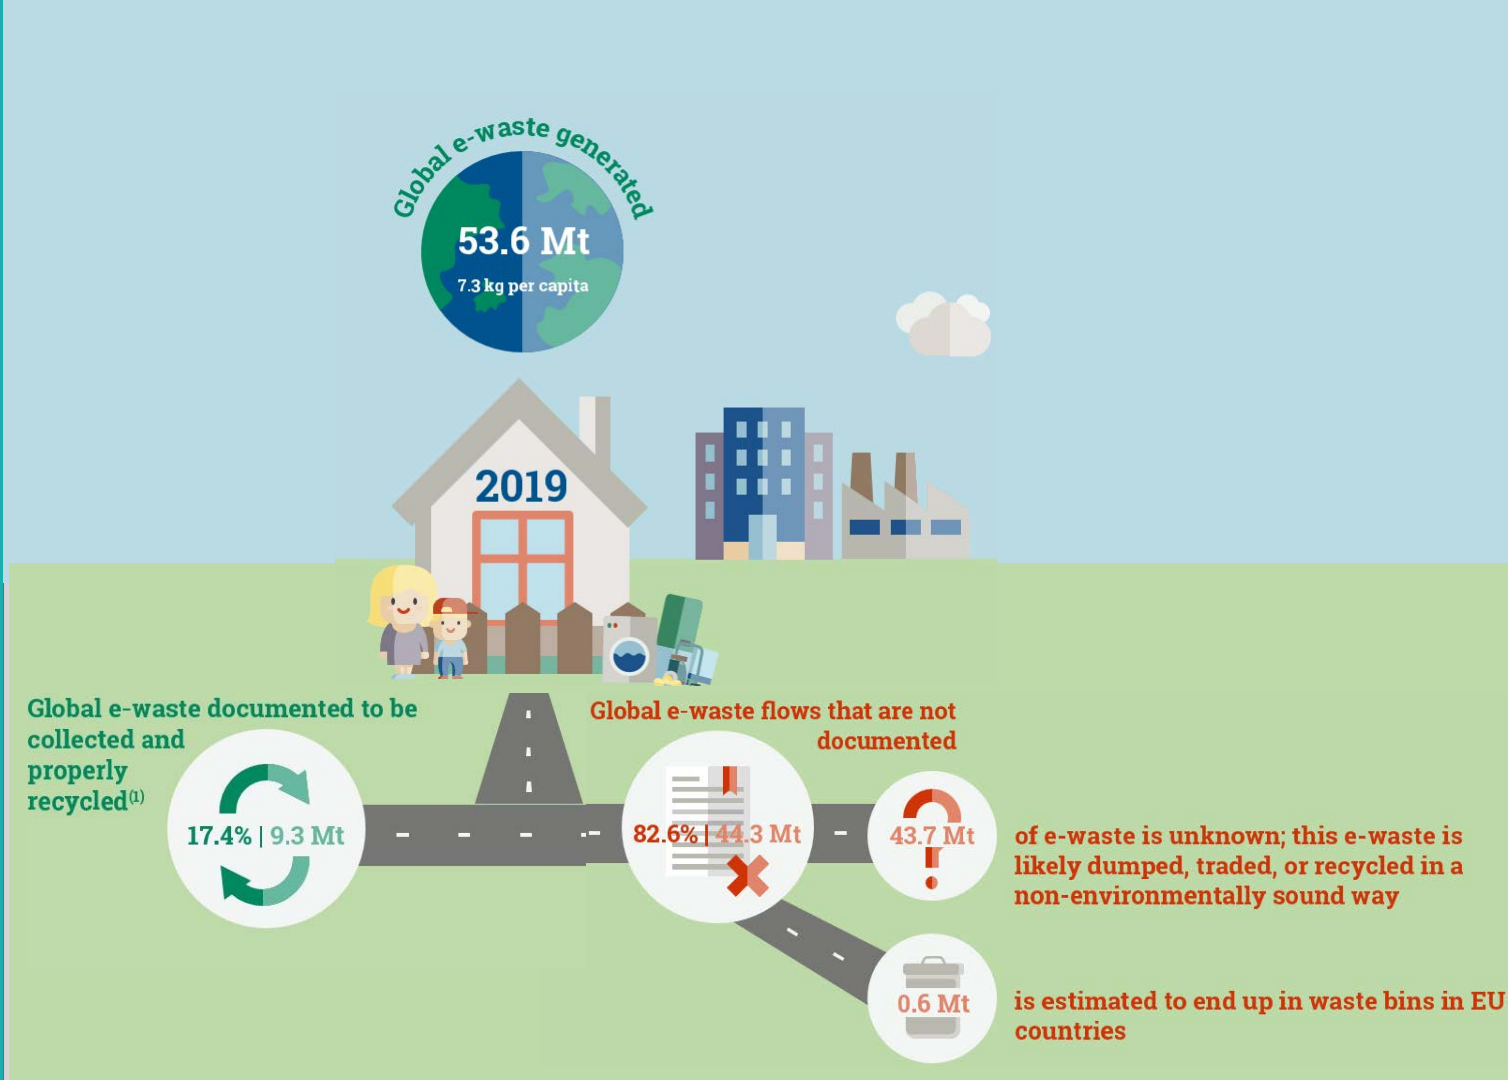 Global e-waste generated
53.6 Mt
7.3 kg per capita
2019
Global e-waste documented to be
collected and
properly
recycled(1)
17.4% | 9.3 Mt
Global e-waste flows that are not
documented
82.6% | 44.3 Mt
43.7 Mt
of e-waste is unknown; this e-waste is
likely dumped, traded, or recycled in a
non-environmentally sound way
0.6 Mt
is estimated to end up in waste bins in EU
countries